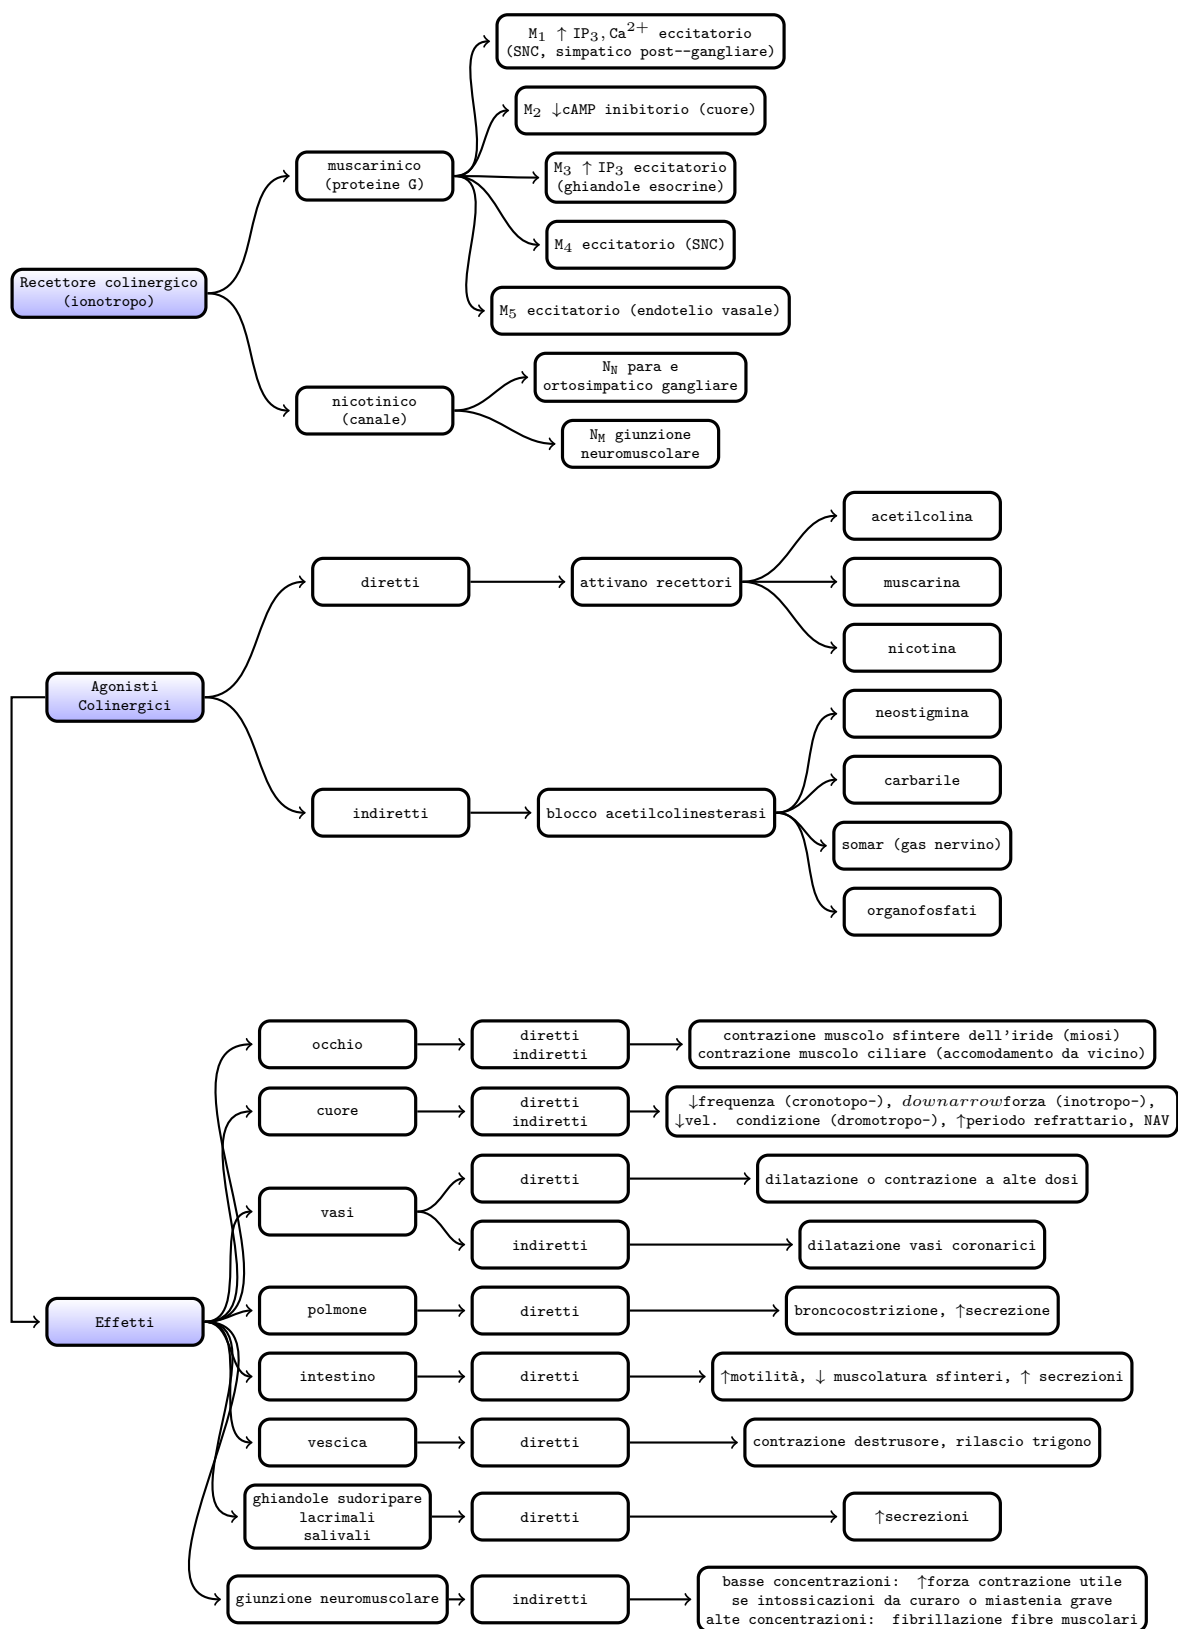 M₁ ↑IP₃,Ca²⁺ eccitatorio
(SNC, simpatico post--gangliare)
M₂ ↓cAMP inibitorio (cuore)
muscarinico
(proteine G)
M₃ ↑IP₃ eccitatorio
(ghiandole esocrine)
M₄ eccitatorio (SNC)
Recettore colinergico
(ionotropo)
M₅ eccitatorio (endotelio vasale)
N_N para e
ortosimpatico gangliare
nicotinico
(canale)
N_M giunzione
neuromuscolare
acetilcolina
diretti
attivano recettori
muscarina
nicotina
Agonisti
Colinergici
neostigmina
carbarile
indiretti
blocco acetilcolinesterasi
somar (gas nervino)
organofosfati
occhio
diretti
indiretti
contrazione muscolo sfintere dell'iride (miosi)
contrazione muscolo ciliare (accomodamento da vicino)
cuore
diretti
indiretti
↓frequenza (cronotopo-), downarrowforza (inotropo-),
↓vel. condizione (dromotropo-), ↑periodo refrattario, NAV
vasi
diretti
dilatazione o contrazione a alte dosi
indiretti
dilatazione vasi coronarici
Effetti
polmone
diretti
broncocostrizione, ↑secrezione
intestino
diretti
↑motilità, ↓ muscolatura sfinteri, ↑ secrezioni
vescica
diretti
contrazione destrusore, rilascio trigono
ghiandole sudoripare
lacrimali
salivali
diretti
↑secrezioni
giunzione neuromuscolare
indiretti
basse concentrazioni: ↑forza contrazione utile
se intossicazioni da curaro o miastenia grave
alte concentrazioni: fibrillazione fibre muscolari